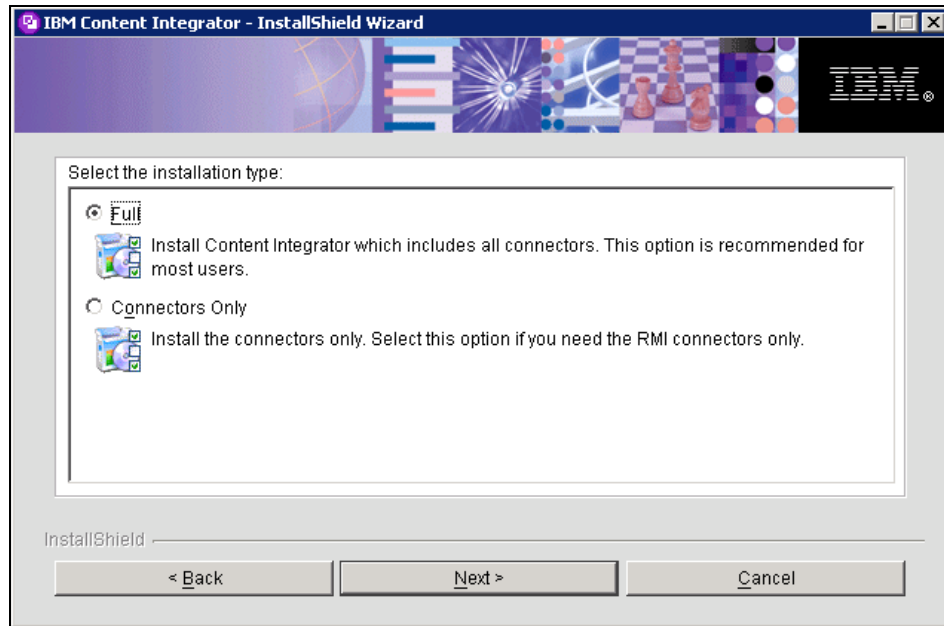 IBM Content Integrator - InstallShield Wizard
IBM®
Select the installation type:
Full
Install Content Integrator which includes all connectors. This option is recommended for
most users.
Connectors Only
Install the connectors only. Select this option if you need the RMI connectors only.
InstallShield
< Back
Next >
Cancel